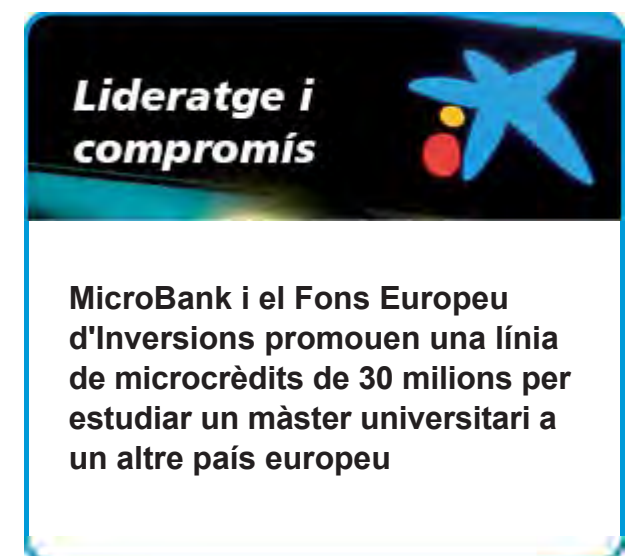 Lideratge i
compromís
MicroBank i el Fons Europeu
d'Inversions promouen una línia
de microcrèdits de 30 milions per
estudiar un màster universitari a
un altre país europeu